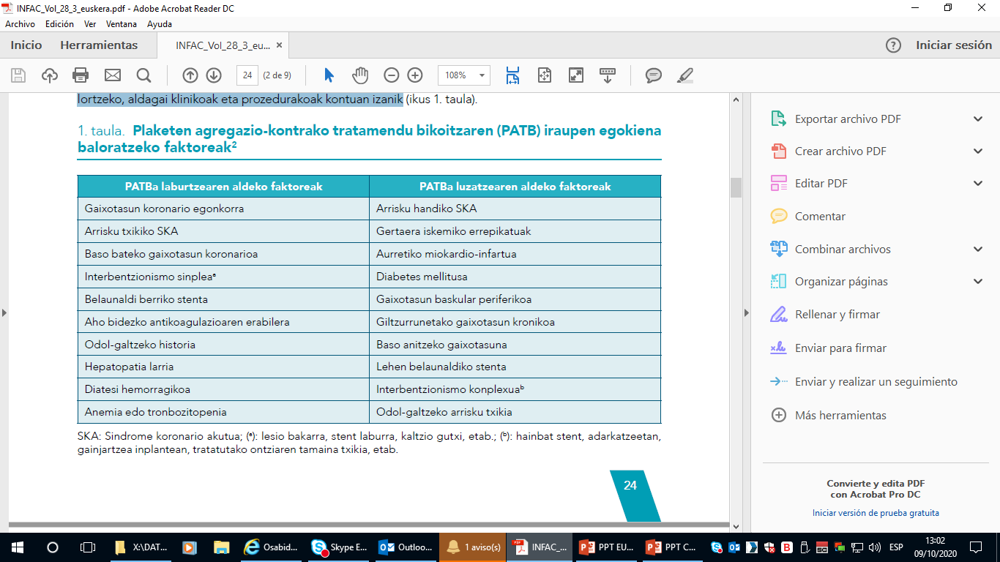 INFAC_Vol_28_3_euskera.pdf - Adobe Acrobat Reader DC
Archivo Edición Ver Ventana Ayuda
Inicio Herramientas INFAC_Vol_28_3_eu... × Iniciar sesión
24 (2 de 9) 108%
lortzeko, aldagai klinikoak eta prozedurakoak kontuan izanik (ikus 1. taula).
1. taula. Plaketen agregazio-kontrako tratamendu bikoitzaren (PATB) iraupen egokiena
baloratzeko faktoreak²
PATBa laburtzearen aldeko faktoreak PATBa luzatzearen aldeko faktoreak
Gaixotasun koronario egonkorra Arrisku handiko SKA
Arrisku txikiko SKA Gertaera iskemiko errepikatuak
Baso bateko gaixotasun koronarioa Aurretiko miokardio-infartua
Interbentzionismo sinpleaᵃ Diabetes mellitusa
Belaunaldi berriko stenta Gaixotasun baskular periferikoa
Aho bidezko antikoagulazioaren erabilera Giltzurrunetako gaixotasun kronikoa
Odol-galtzeko historia Baso anitzeko gaixotasuna
Hepatopatia larria Lehen belaunaldiko stenta
Diatesi hemorragikoa Interbentzionismo konplexuaᵇ
Anemia edo tronbozitopenia Odol-galtzeko arrisku txikia
SKA: Sindrome koronario akutua; (ᵃ): lesio bakarra, stent laburra, kaltzio gutxi, etab.; (ᵇ): hainbat stent, adarkatzeetan,
gainjartzea inplantean, tratatutako ontziaren tamaina txikia, etab.
24
Exportar archivo PDF
Crear archivo PDF
Editar PDF
Comentar
Combinar archivos
Organizar páginas
Rellenar y firmar
Enviar para firmar
Enviar y realizar un seguimiento
Más herramientas
Convierte y edita PDF
con Acrobat Pro DC
Iniciar versión de prueba gratuita
X:\DAT... Osabid... Skype E... Outloo... 1 aviso(s) INFAC_... PPT EU... PPT C... ESP 13:02
09/10/2020